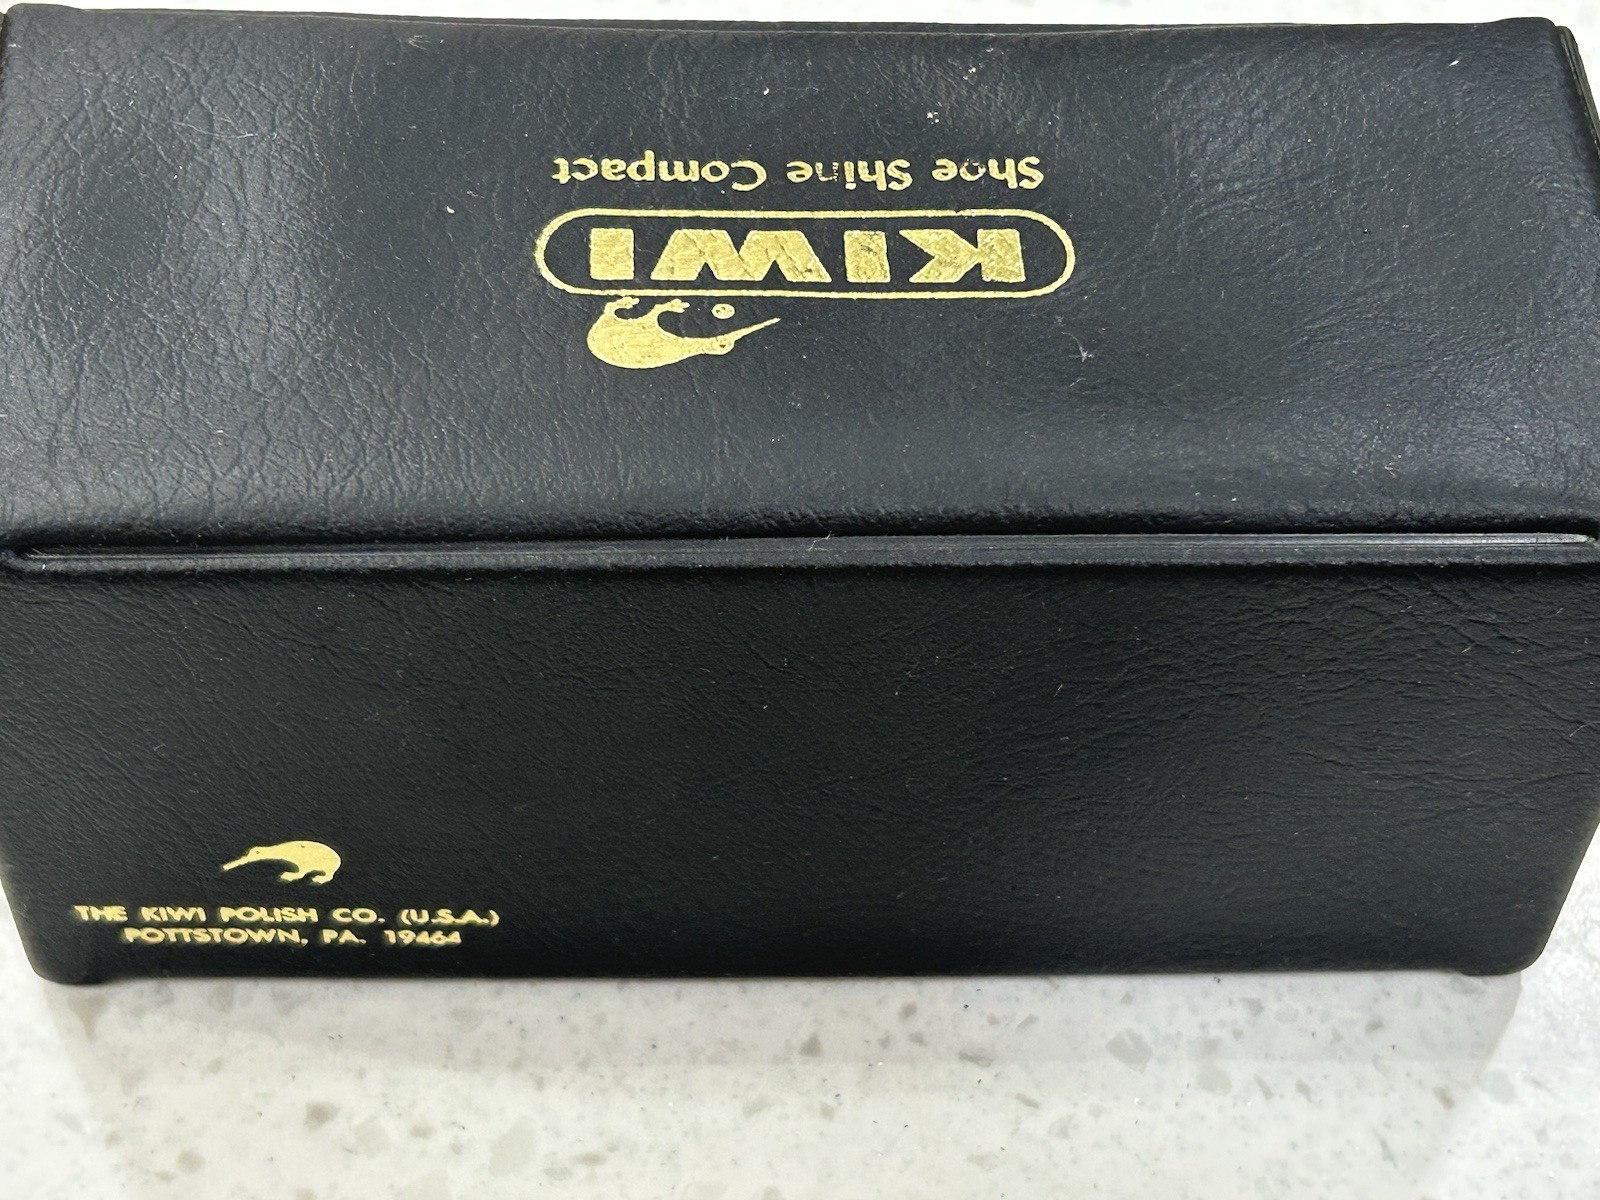 KIWI
Shoe Shine Compact
THE KIWI POLISH CO. (U.S.A.)
POTTSTOWN, PA. 19464